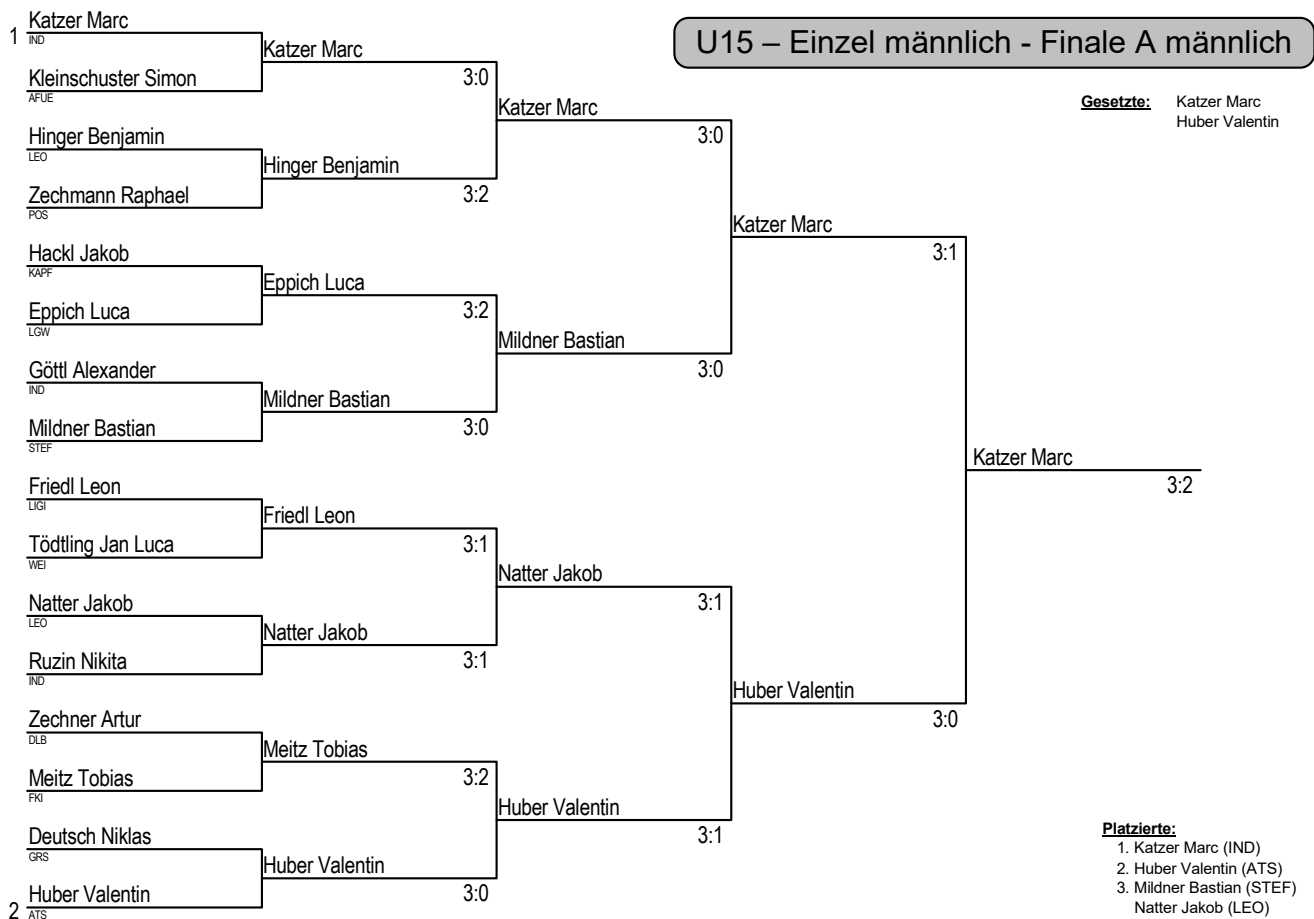 U15 – Einzel männlich - Finale A männlich
Gesetzte: Katzer Marc
Huber Valentin
1
Katzer Marc
IND
Kleinschuster Simon
AFUE
Hinger Benjamin
LEO
Zechmann Raphael
POS
Hackl Jakob
KAPF
Eppich Luca
LGW
Göttl Alexander
IND
Mildner Bastian
STEF
Friedl Leon
LIGI
Tödtling Jan Luca
WEI
Natter Jakob
LEO
Ruzin Nikita
IND
Zechner Artur
DLB
Meitz Tobias
FKI
Deutsch Niklas
GRS
2
Huber Valentin
ATS
Katzer Marc
3:0
Hinger Benjamin
3:2
Eppich Luca
3:2
Mildner Bastian
3:0
Friedl Leon
3:1
Natter Jakob
3:1
Meitz Tobias
3:2
Huber Valentin
3:0
Katzer Marc
3:0
Mildner Bastian
3:0
Natter Jakob
3:1
Huber Valentin
3:1
Katzer Marc
3:1
Huber Valentin
3:0
Katzer Marc
3:2
Platzierte:
1. Katzer Marc (IND)
2. Huber Valentin (ATS)
3. Mildner Bastian (STEF)
Natter Jakob (LEO)